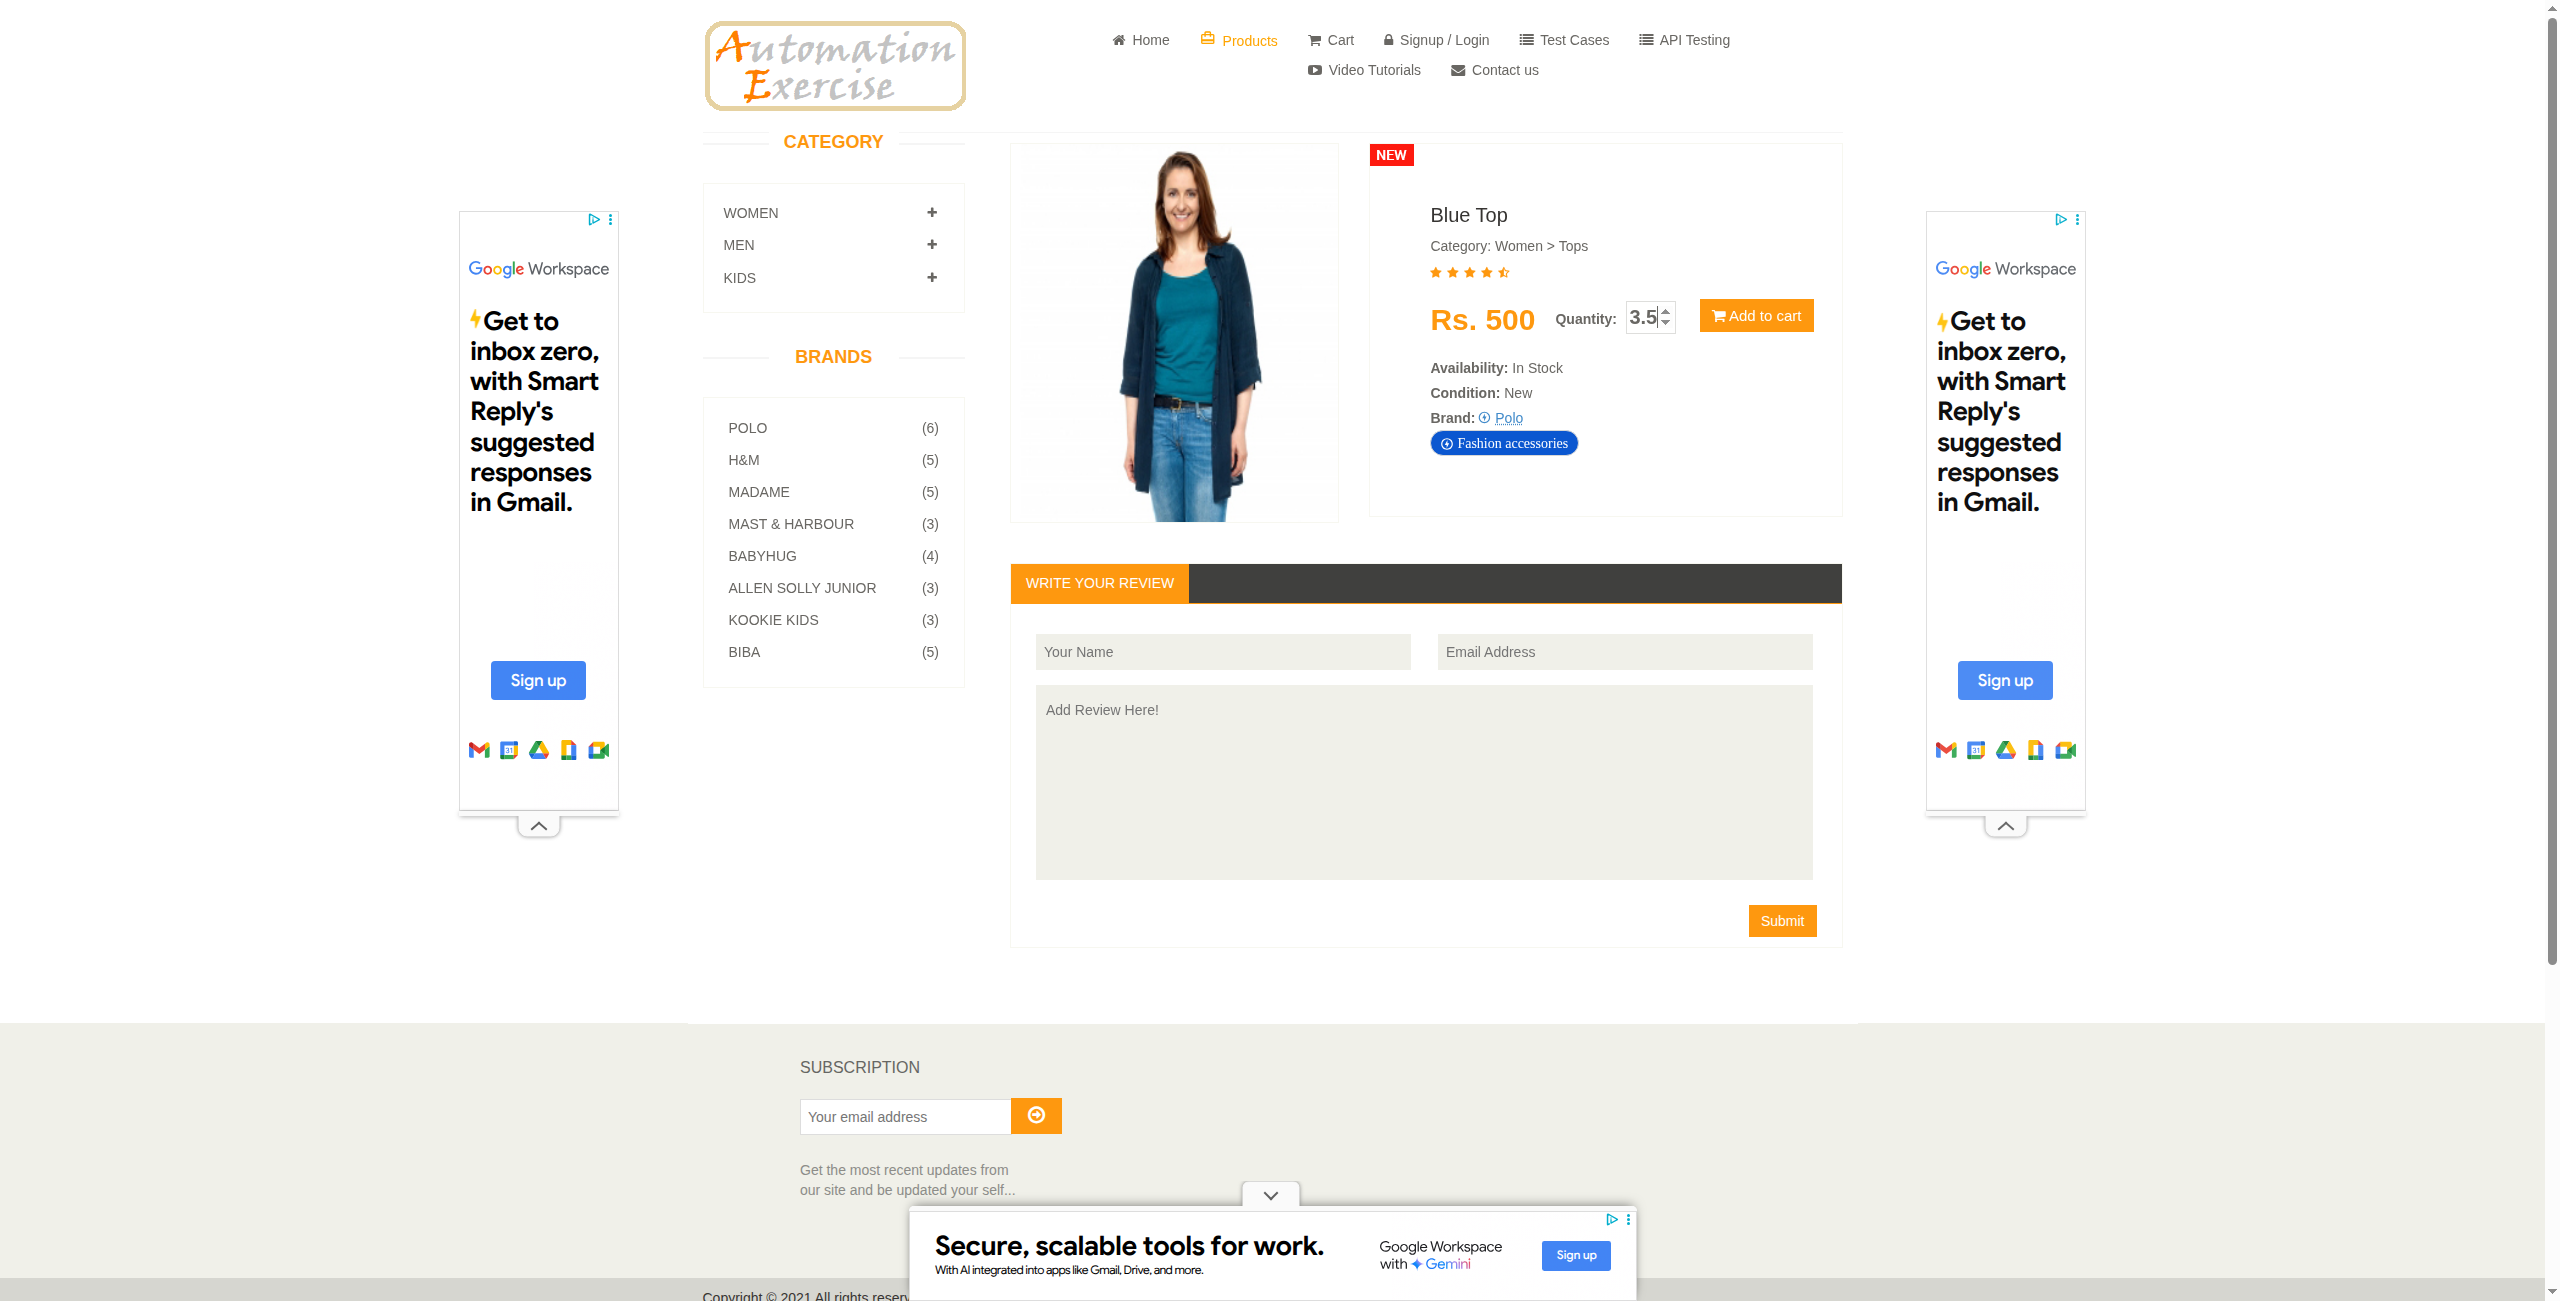 Automation
Exercise
Home
Products
Cart
Signup / Login
Test Cases
API Testing
Video Tutorials
Contact us
CATEGORY
WOMEN
MEN
KIDS
BRANDS
POLO (6)
H&M (5)
MADAME (5)
MAST & HARBOUR (3)
BABYHUG (4)
ALLEN SOLLY JUNIOR (3)
KOOKIE KIDS (3)
BIBA (5)
NEW
Blue Top
Category: Women > Tops
Rs. 500
Quantity: 3.5
Add to cart
Availability: In Stock
Condition: New
Brand: Polo
Fashion accessories
WRITE YOUR REVIEW
Your Name
Email Address
Add Review Here!
Submit
Google Workspace
Get to
inbox zero,
with Smart
Reply's
suggested
responses
in Gmail.
Sign up
31
Google Workspace
Get to
inbox zero,
with Smart
Reply's
suggested
responses
in Gmail.
Sign up
31
SUBSCRIPTION
Your email address
Get the most recent updates from
our site and be updated your self...
Secure, scalable tools for work.
With AI integrated into apps like Gmail, Drive, and more.
Google Workspace
with Gemini
Sign up
Copyright © 2021 All rights reserv